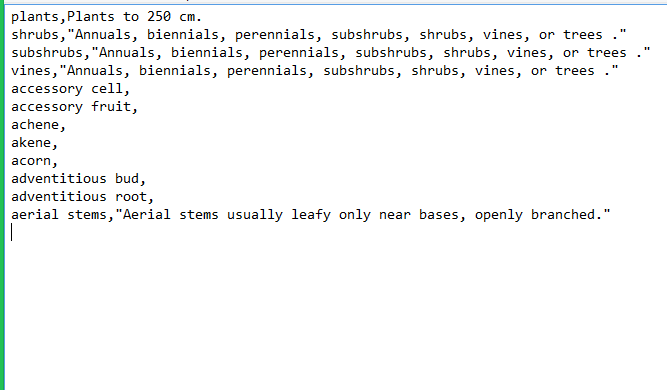 plants,Plants to 250 cm.
shrubs,"Annuals, biennials, perennials, subshrubs, shrubs, vines, or trees ."
subshrubs,"Annuals, biennials, perennials, subshrubs, shrubs, vines, or trees ."
vines,"Annuals, biennials, perennials, subshrubs, shrubs, vines, or trees ."
accessory cell,
accessory fruit,
achene,
akene,
acorn,
adventitious bud,
adventitious root,
aerial stems,"Aerial stems usually leafy only near bases, openly branched."